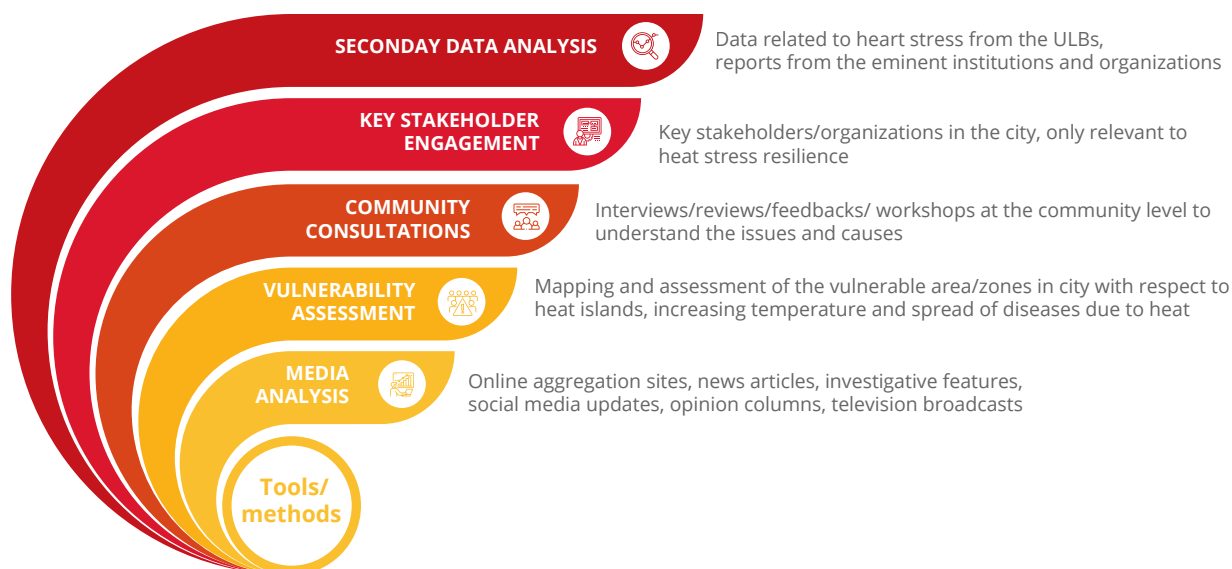 SECONDAY DATA ANALYSIS
Data related to heart stress from the ULBs,
reports from the eminent institutions and organizations
KEY STAKEHOLDER
ENGAGEMENT
Key stakeholders/organizations in the city, only relevant to
heat stress resilience
COMMUNITY
CONSULTATIONS
Interviews/reviews/feedbacks/ workshops at the community level to
understand the issues and causes
VULNERABILITY
ASSESSMENT
Mapping and assessment of the vulnerable area/zones in city with respect to
heat islands, increasing temperature and spread of diseases due to heat
MEDIA
ANALYSIS
Online aggregation sites, news articles, investigative features,
social media updates, opinion columns, television broadcasts
Tools/
methods